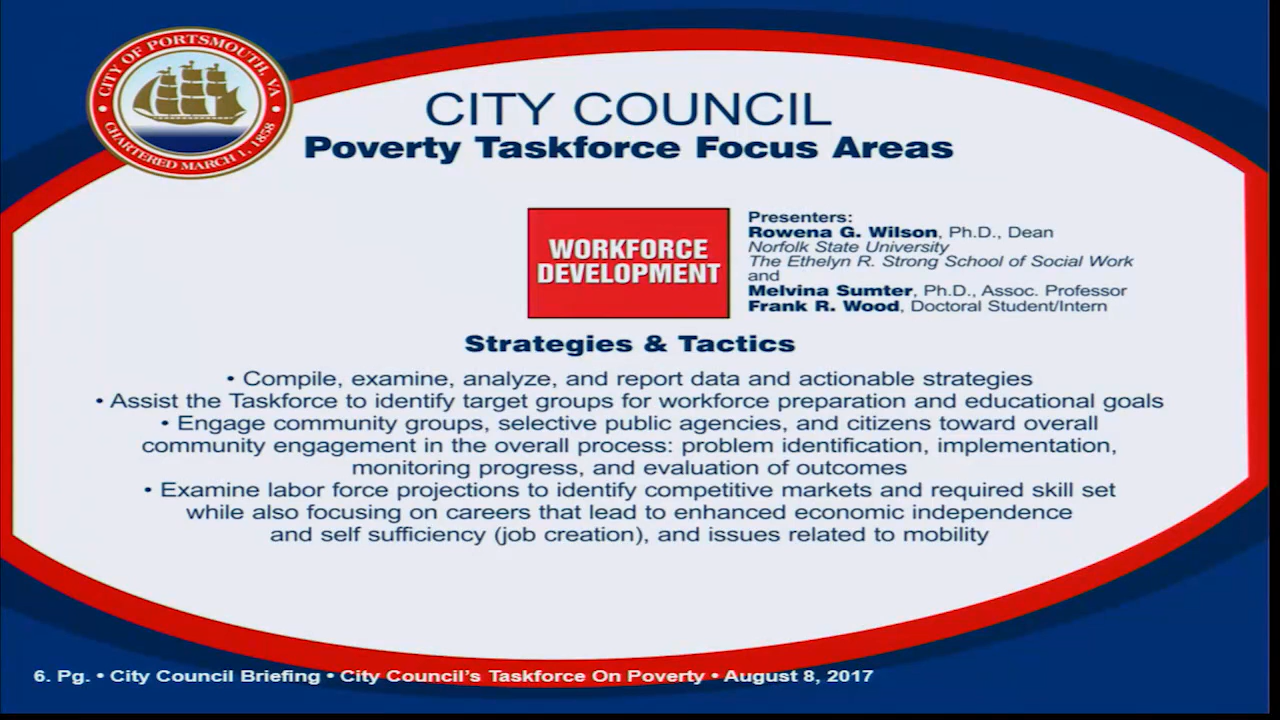 CITY OF PORTSMOUTH, VA
CHARTERED MARCH 1, 1858
CITY COUNCIL
Poverty Taskforce Focus Areas
WORKFORCE
DEVELOPMENT
Presenters:
Rowena G. Wilson, Ph.D., Dean
Norfolk State University
The Ethelyn R. Strong School of Social Work
and
Melvina Sumter, Ph.D., Assoc. Professor
Frank R. Wood, Doctoral Student/Intern
Strategies & Tactics
• Compile, examine, analyze, and report data and actionable strategies
• Assist the Taskforce to identify target groups for workforce preparation and educational goals
• Engage community groups, selective public agencies, and citizens toward overall
community engagement in the overall process: problem identification, implementation,
monitoring progress, and evaluation of outcomes
• Examine labor force projections to identify competitive markets and required skill set
while also focusing on careers that lead to enhanced economic independence
and self sufficiency (job creation), and issues related to mobility
6. Pg. • City Council Briefing • City Council's Taskforce On Poverty • August 8, 2017